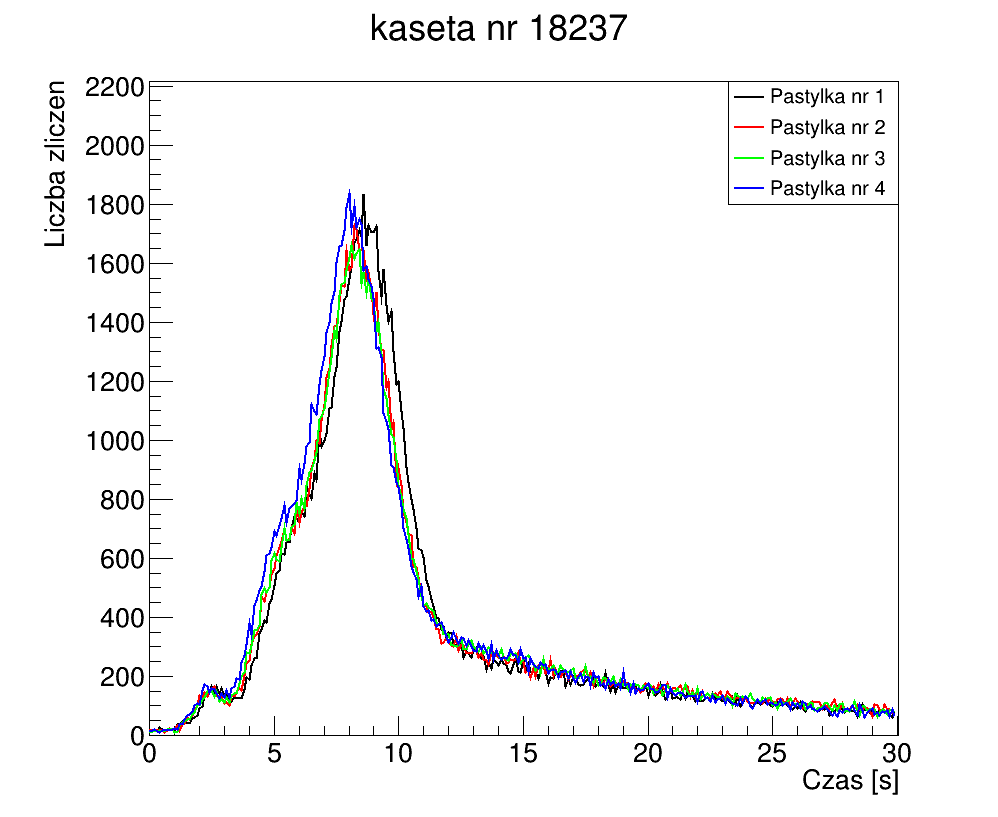 kaseta nr 18237
Liczba zliczen
2200
2000
1800
1600
1400
1200
1000
800
600
400
200
0
Pastylka nr 1
Pastylka nr 2
Pastylka nr 3
Pastylka nr 4
0 5 10 15 20 25 30
Czas [s]